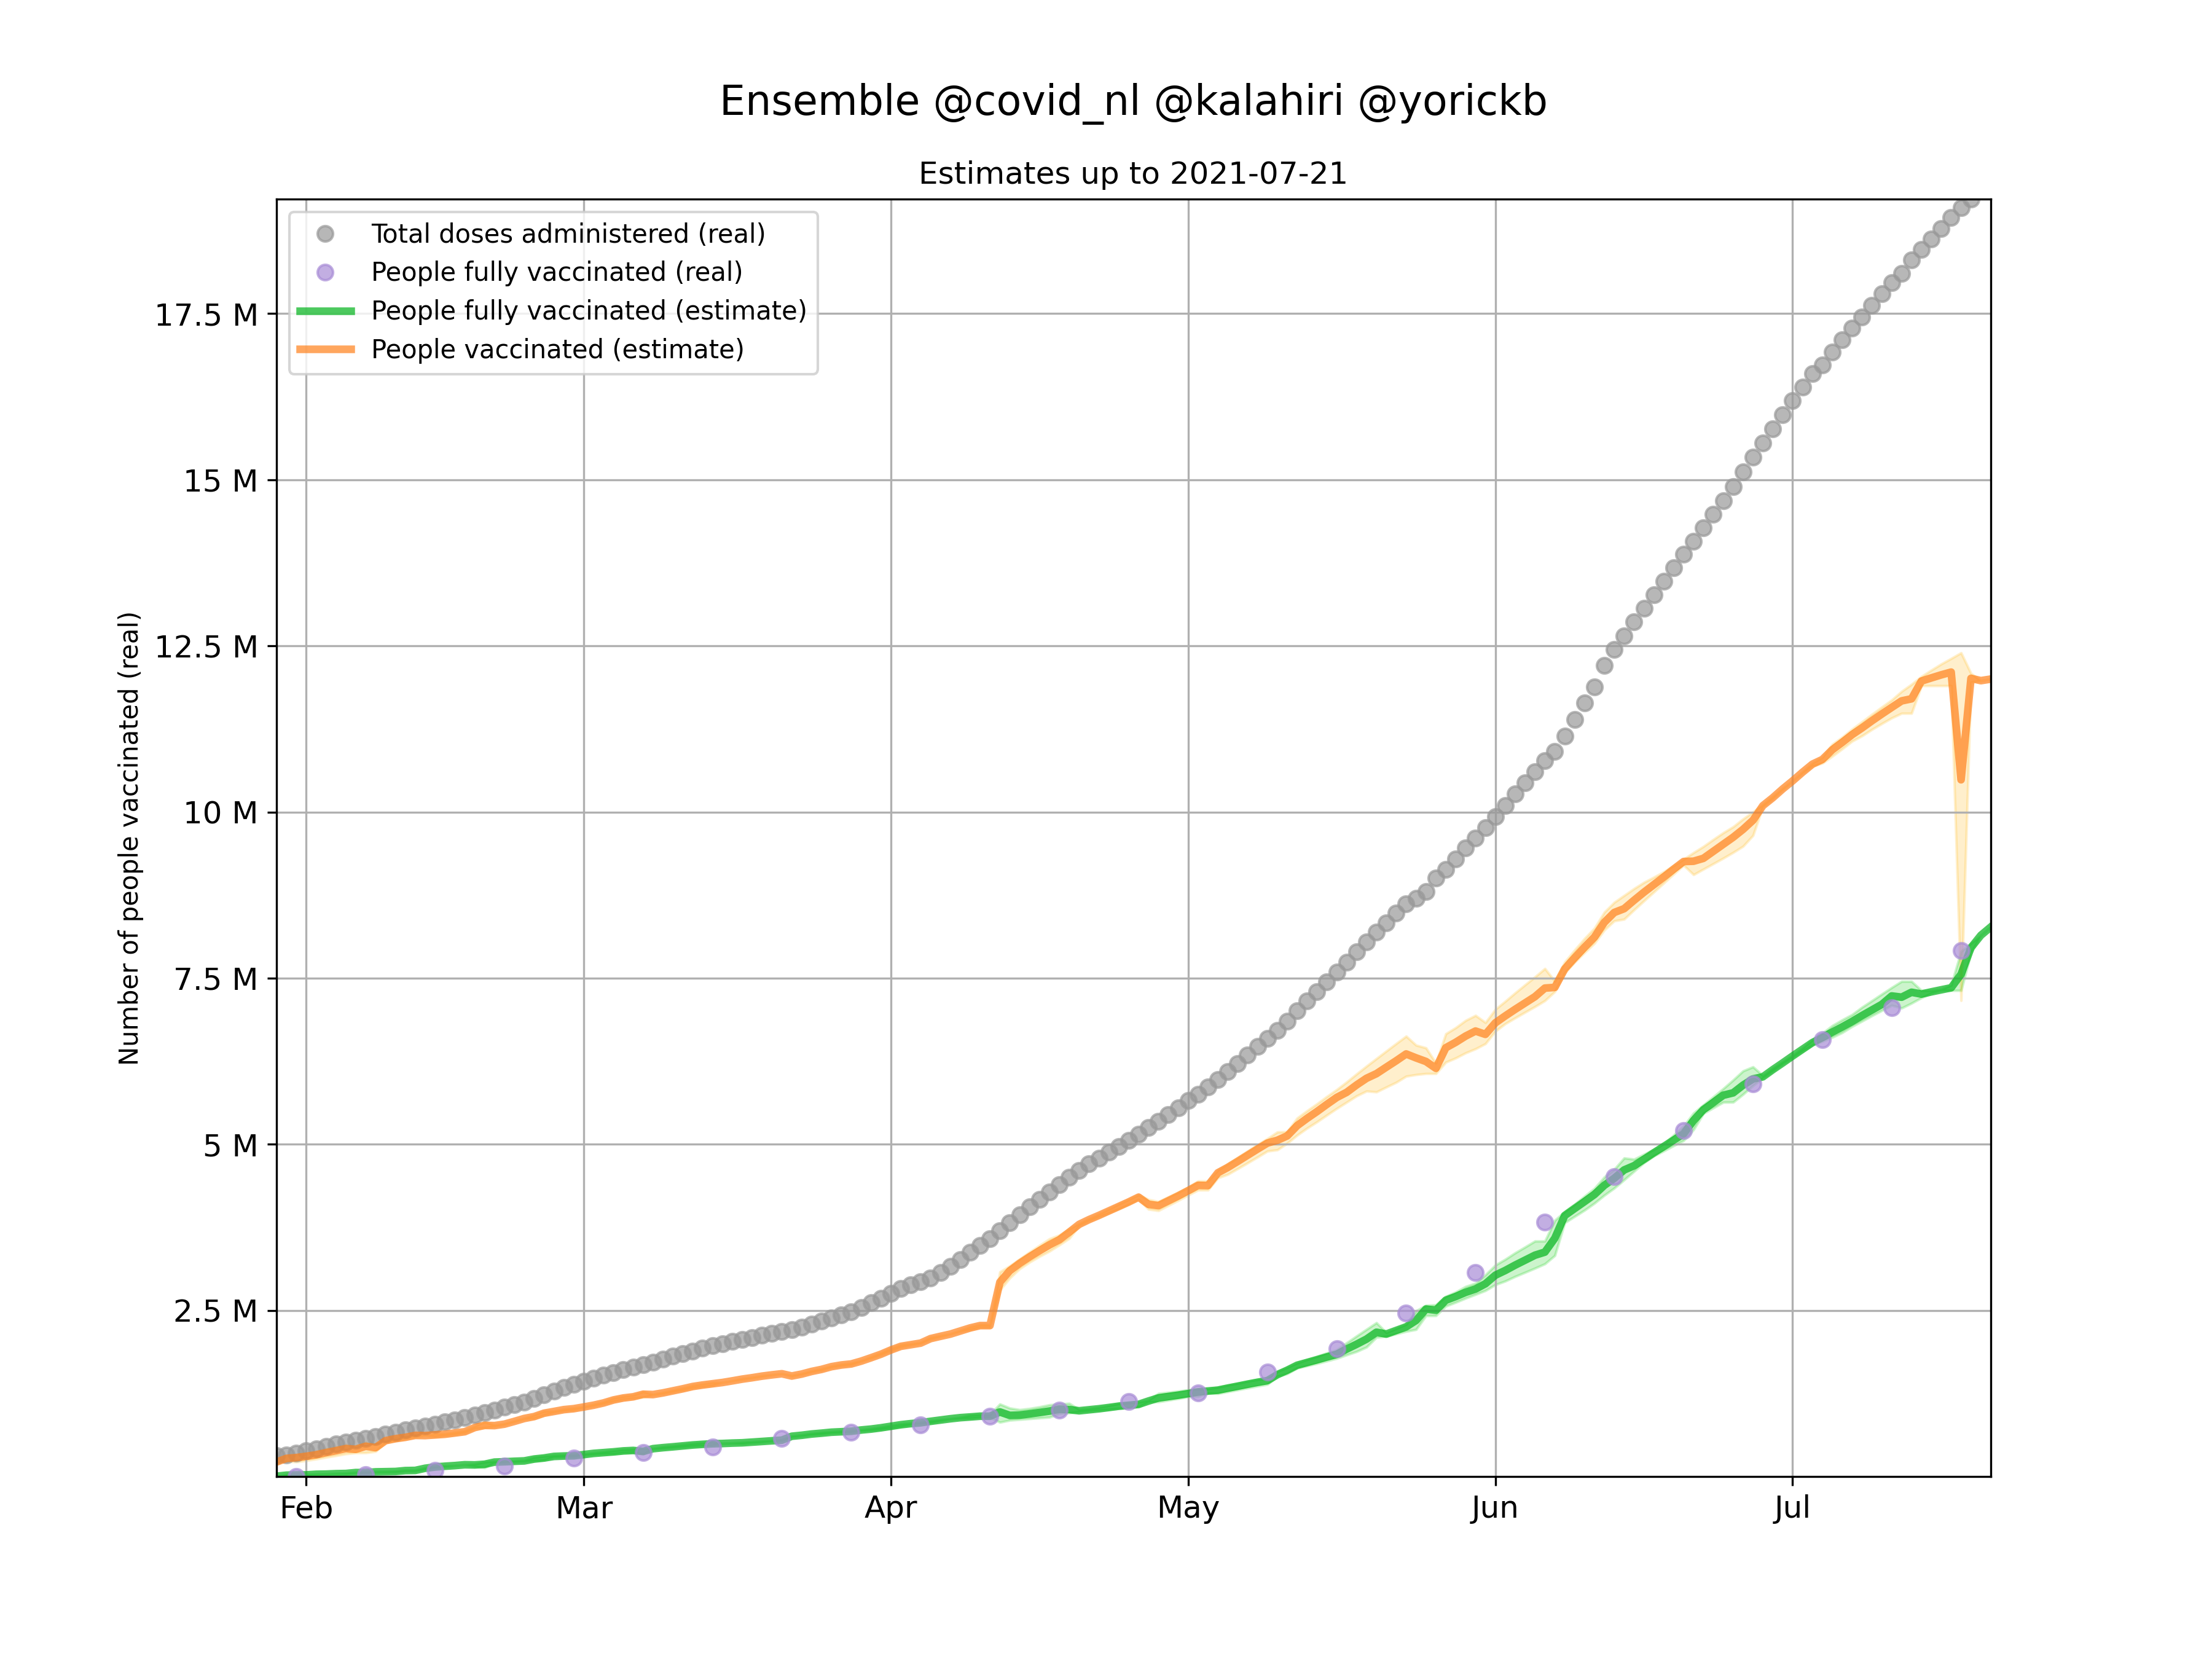 Ensemble @covid_nl @kalahiri @yorickb
Estimates up to 2021-07-21
Total doses administered (real)
People fully vaccinated (real)
People fully vaccinated (estimate)
People vaccinated (estimate)
Number of people vaccinated (real)
17.5 M
15 M
12.5 M
10 M
7.5 M
5 M
2.5 M
Feb Mar Apr May Jun Jul